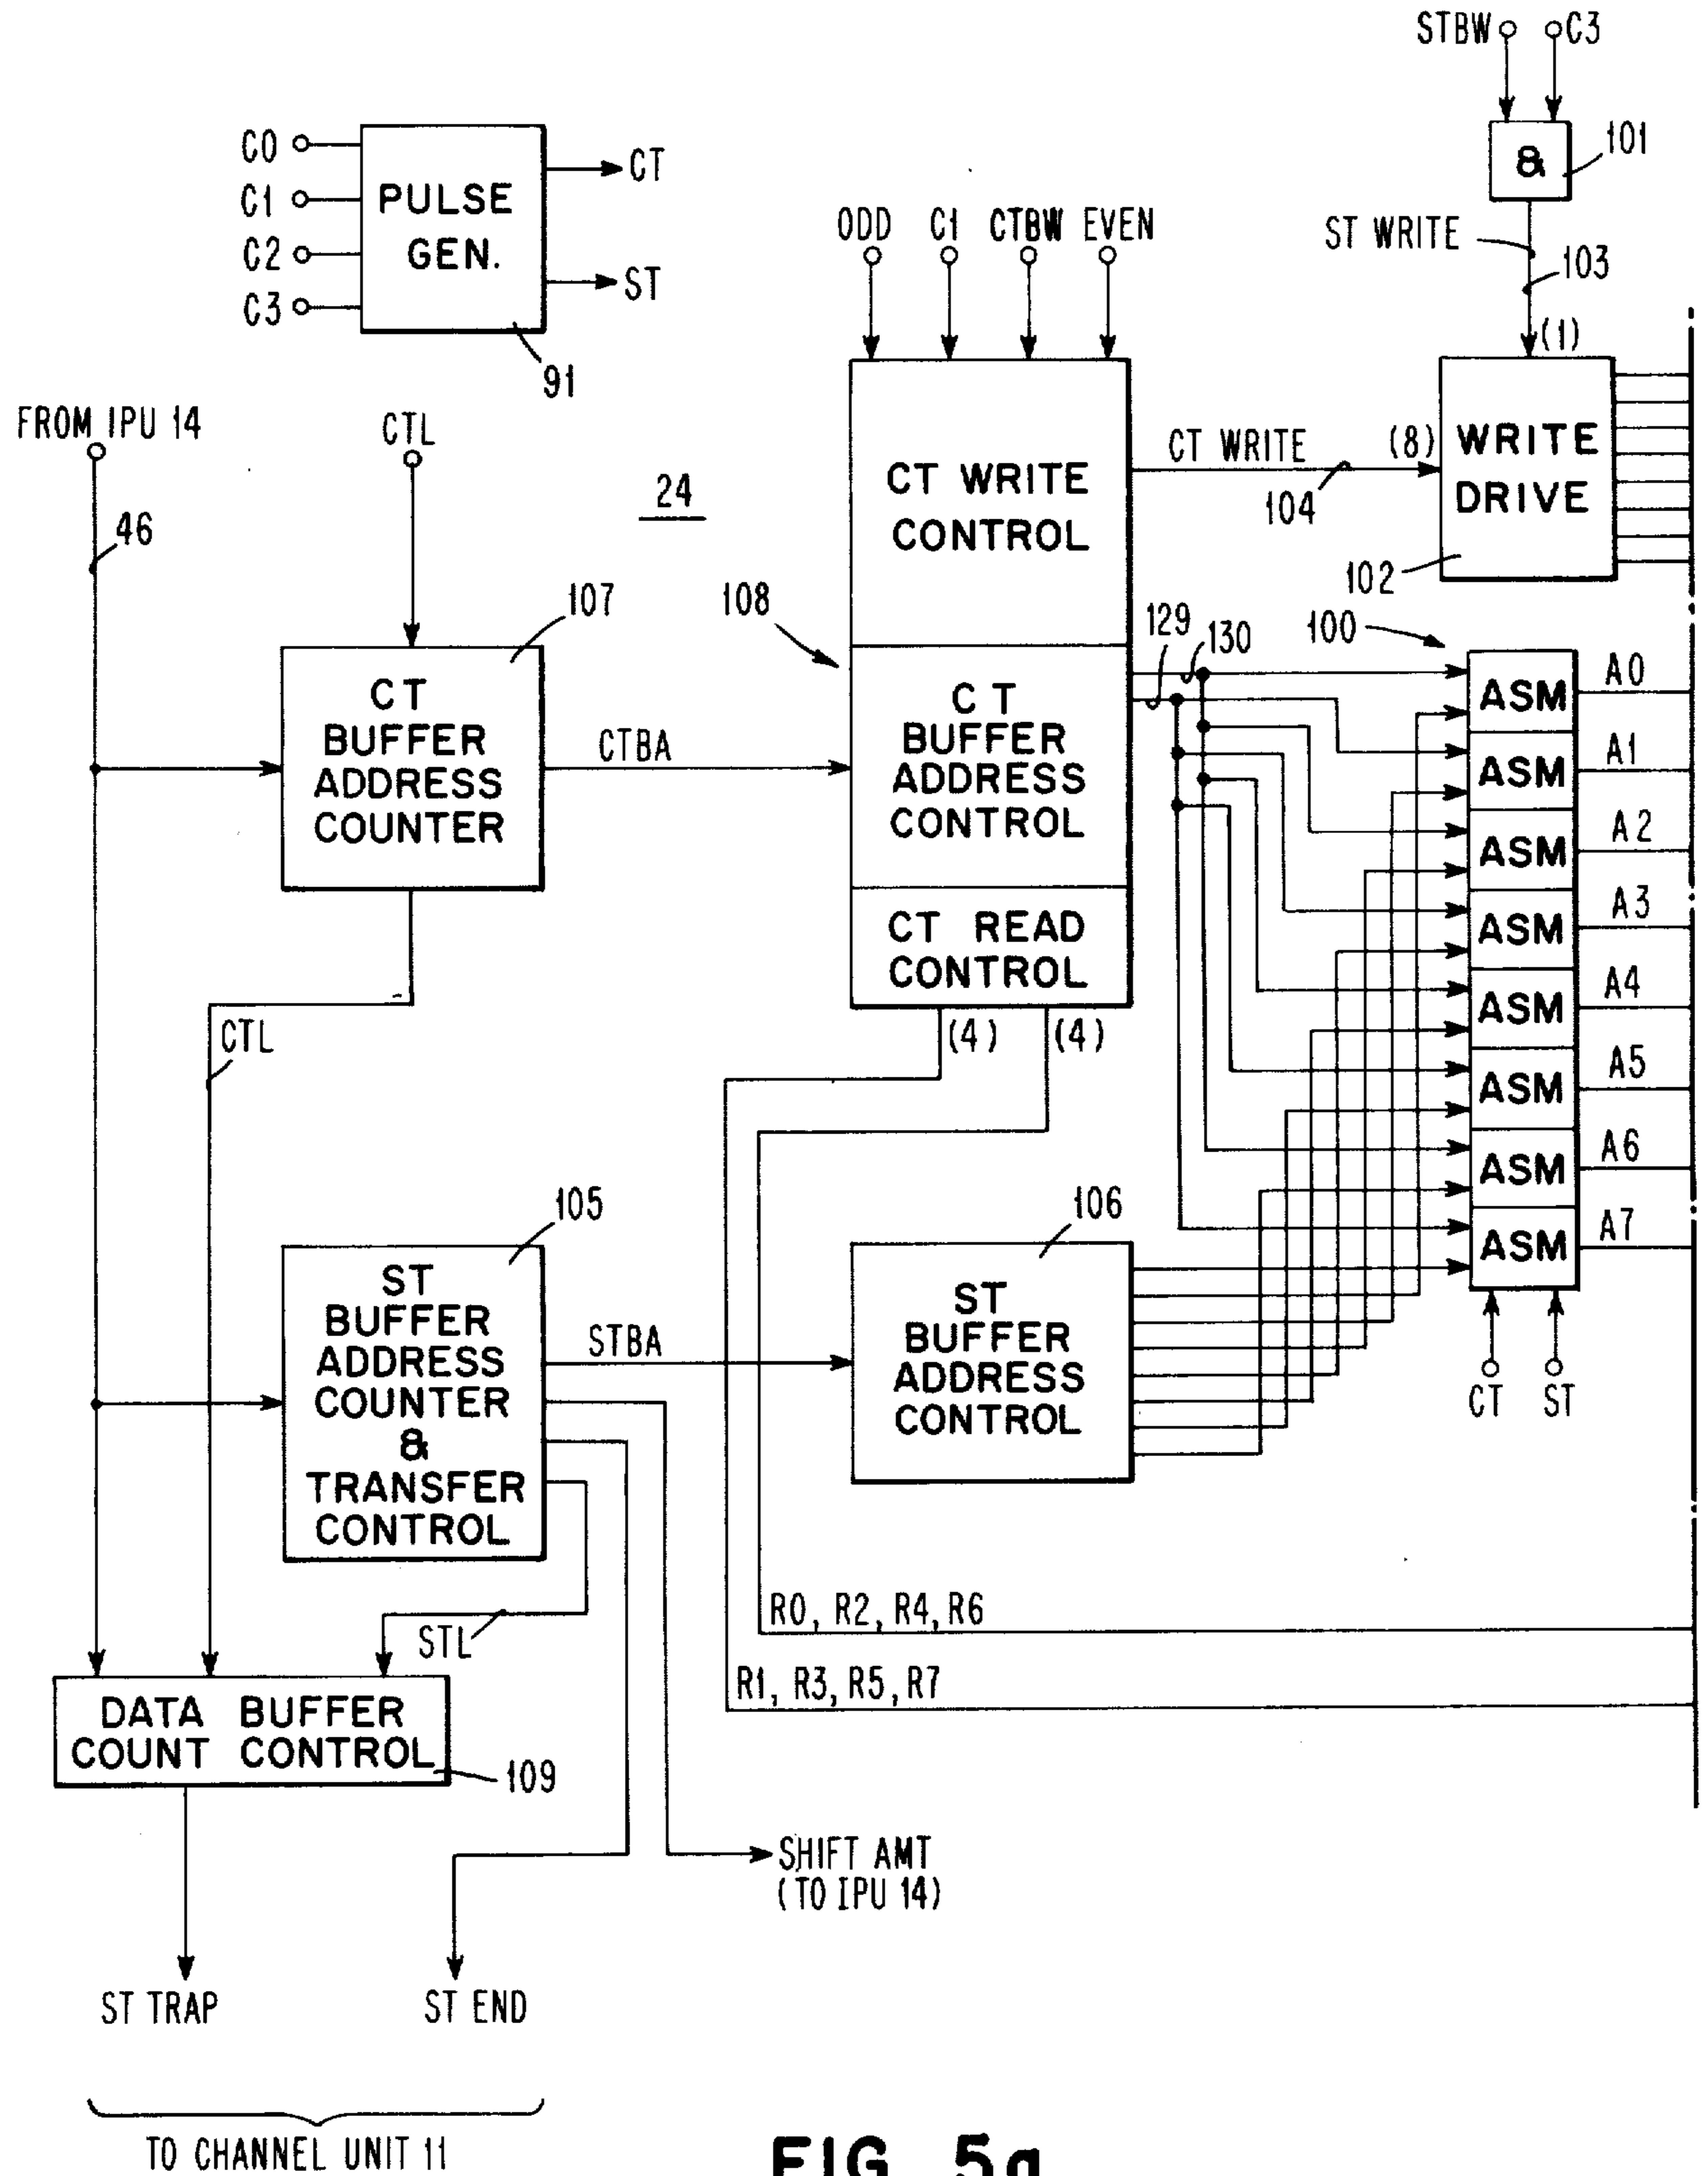 STBW
C3
&
101
ST WRITE
103
(1)
C0
C1
C2
C3
PULSE
GEN.
CT
ST
91
ODD
C1
CTBW
EVEN
FROM IPU 14
46
CTL
24
CT WRITE
CONTROL
CT WRITE
(8)
104
WRITE
DRIVE
102
107
108
129
130
100
CT
BUFFER
ADDRESS
COUNTER
CTBA
CT
BUFFER
ADDRESS
CONTROL
CT READ
CONTROL
(4)
(4)
CTL
ASM
A0
ASM
A1
ASM
A2
ASM
A3
ASM
A4
ASM
A5
ASM
A6
ASM
A7
CT
ST
105
ST
BUFFER
ADDRESS
COUNTER
&
TRANSFER
CONTROL
STBA
106
ST
BUFFER
ADDRESS
CONTROL
STL
R0, R2, R4, R6
R1, R3, R5, R7
DATA BUFFER
COUNT CONTROL
109
SHIFT AMT
(TO IPU 14)
ST TRAP
ST END
TO CHANNEL UNIT 11
FIG. 5a